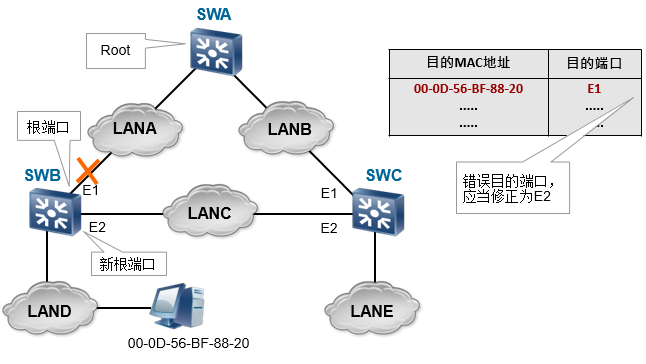 SWA
Root
目的MAC地址
目的端口
00-0D-56-BF-88-20
E1
.....
.....
.....
根端口
LANA
LANB
SWB
SWC
错误目的端口，
应当修正为E2
E1
E1
LANC
E2
E2
新根端口
LAND
LANE
00-0D-56-BF-88-20